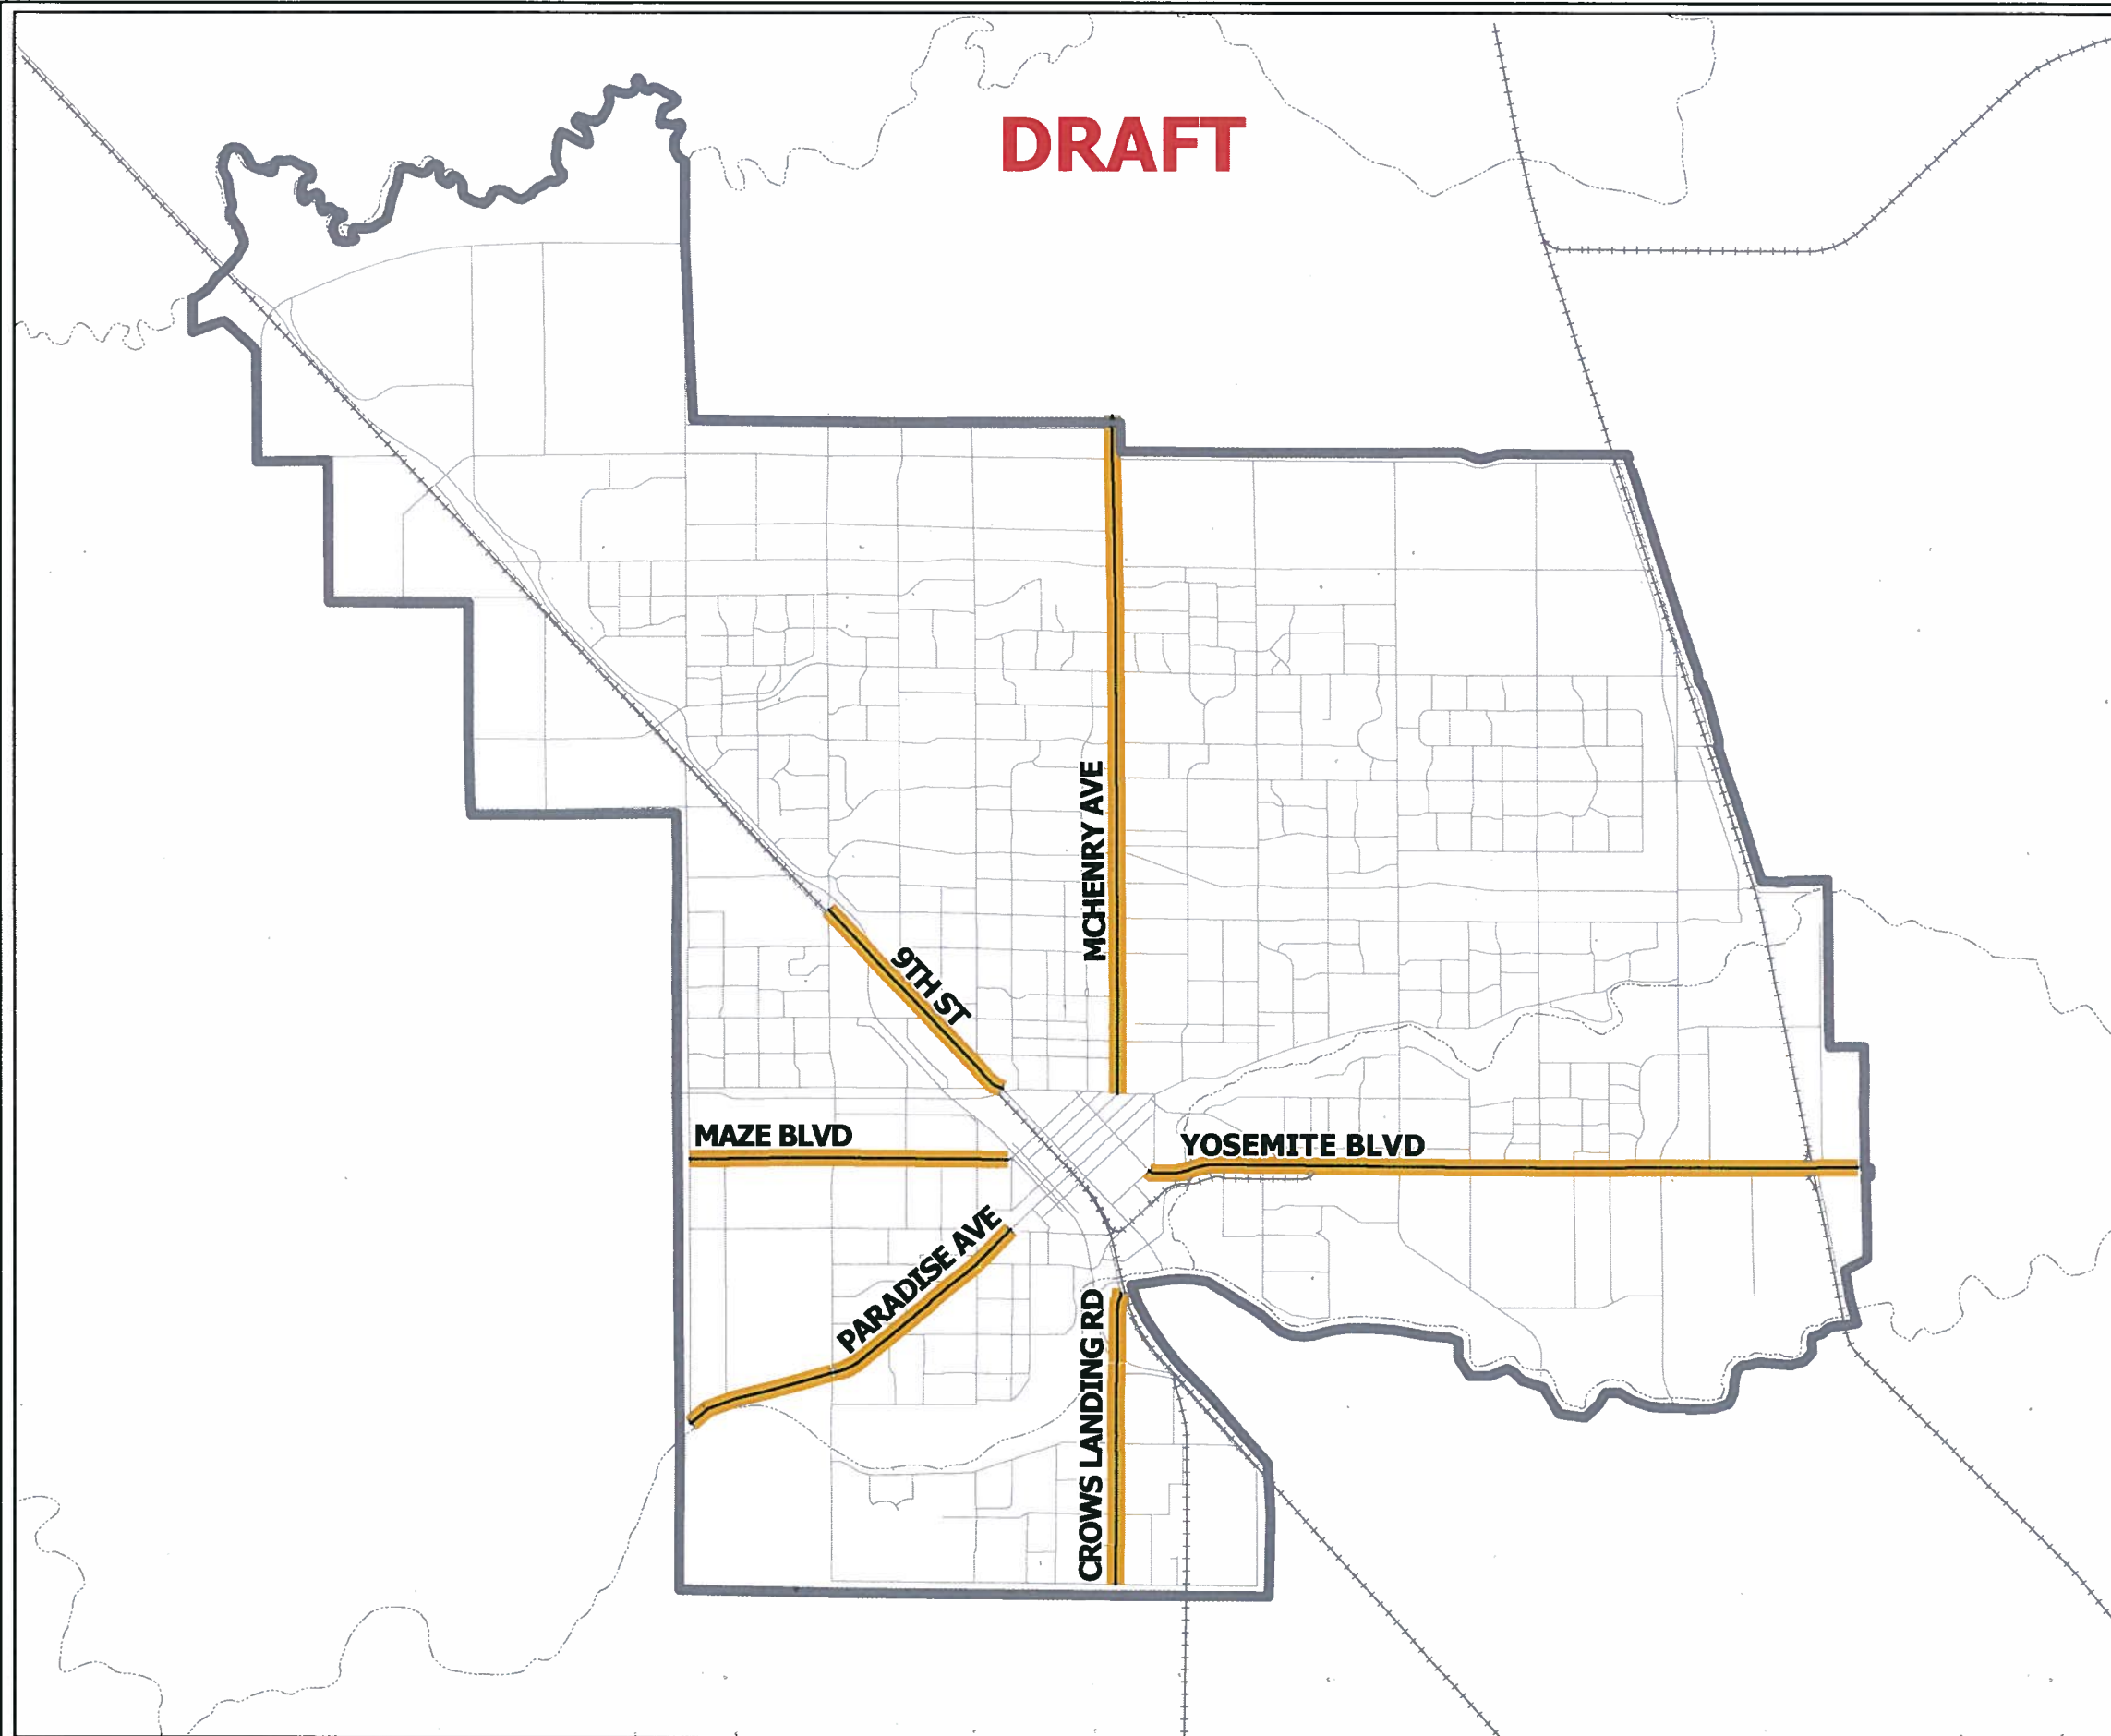 DRAFT
MCHENRY AVE
9TH ST
MAZE BLVD
YOSEMITE BLVD
PARADISE AVE
CROWS LANDING RD